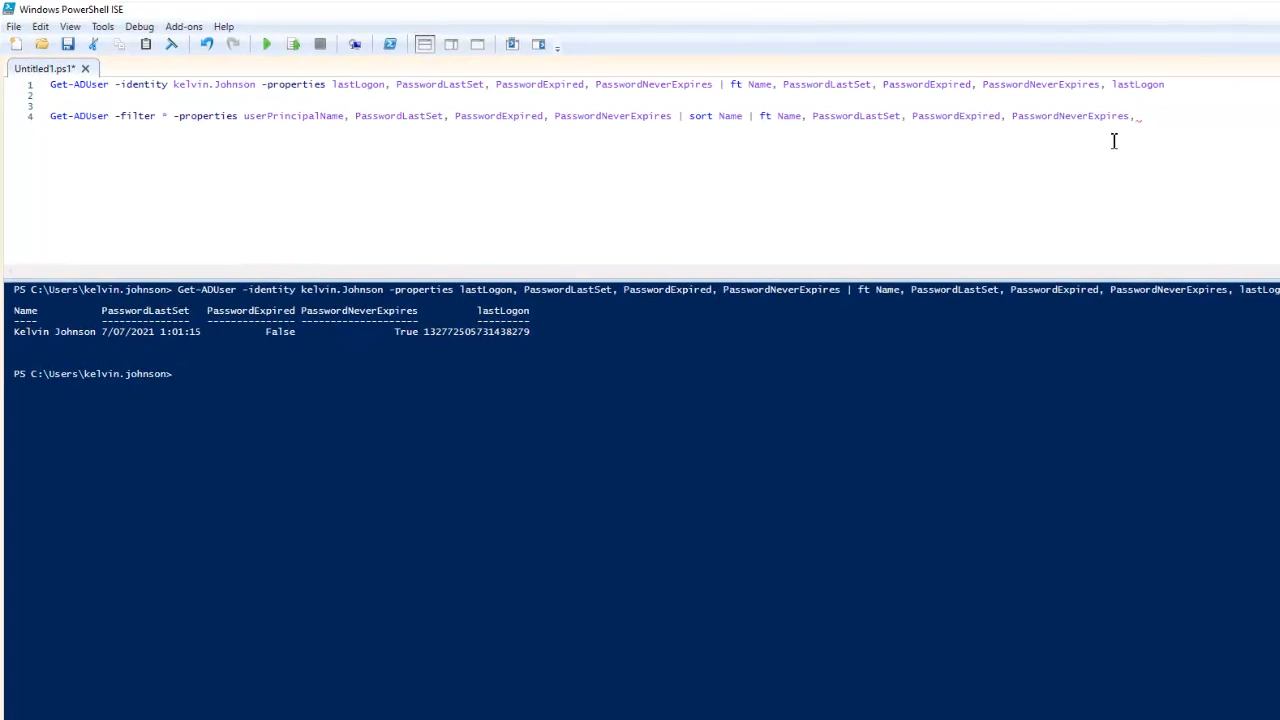 Windows PowerShell ISE
File Edit View Tools Debug Add-ons Help
Untitled1.ps1*
1 Get-ADUser -identity kelvin.Johnson -properties lastLogon, PasswordLastSet, PasswordExpired, PasswordNeverExpires | ft Name, PasswordLastSet, PasswordExpired, PasswordNeverExpires, lastLogon
2
3
4 Get-ADUser -filter * -properties userPrincipalName, PasswordLastSet, PasswordExpired, PasswordNeverExpires | sort Name | ft Name, PasswordLastSet, PasswordExpired, PasswordNeverExpires,
PS C:\Users\kelvin.johnson> Get-ADUser -identity kelvin.Johnson -properties lastLogon, PasswordLastSet, PasswordExpired, PasswordNeverExpires | ft Name, PasswordLastSet, PasswordExpired, PasswordNeverExpires, lastLog
Name PasswordLastSet PasswordExpired PasswordNeverExpires lastLogon
---- --------------- --------------- -------------------- ---------
Kelvin Johnson 7/07/2021 1:01:15 False True 132772505731438279
PS C:\Users\kelvin.johnson>